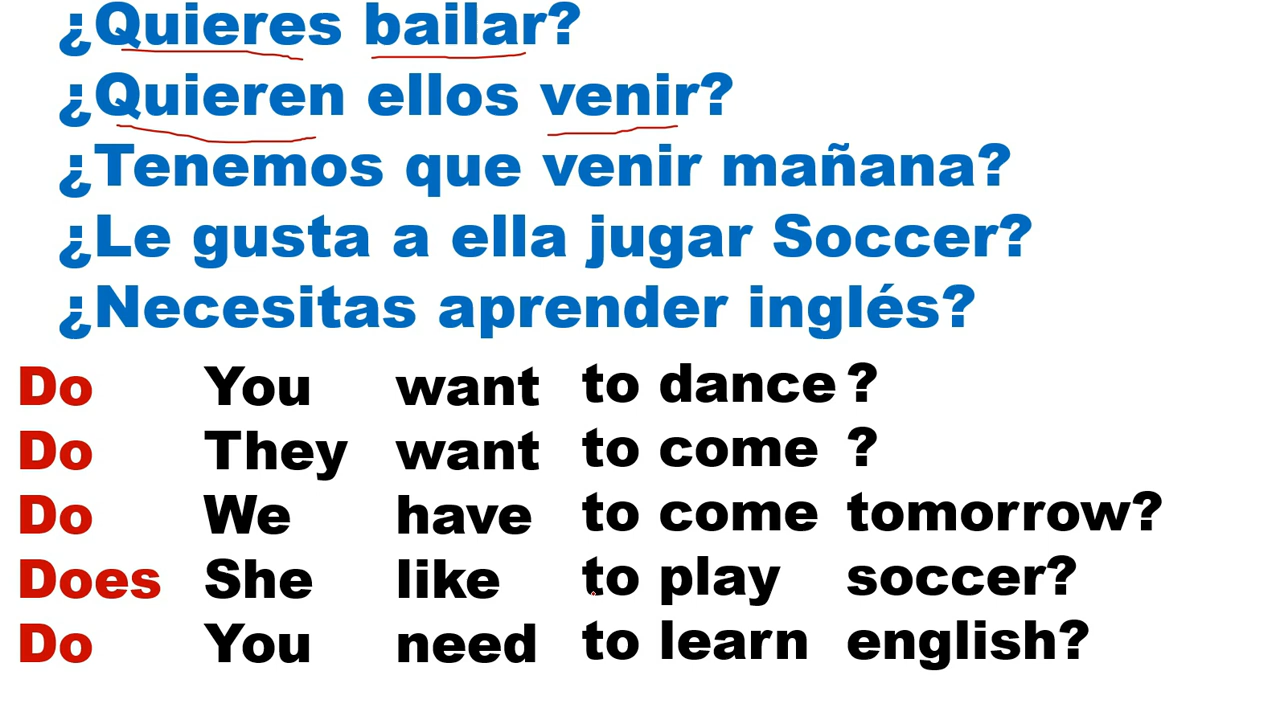 ¿Quieres bailar?
¿Quieren ellos venir?
¿Tenemos que venir mañana?
¿Le gusta a ella jugar Soccer?
¿Necesitas aprender inglés?
Do You want to dance ?
Do They want to come ?
Do We have to come tomorrow?
Does She like to play soccer?
Do You need to learn english?